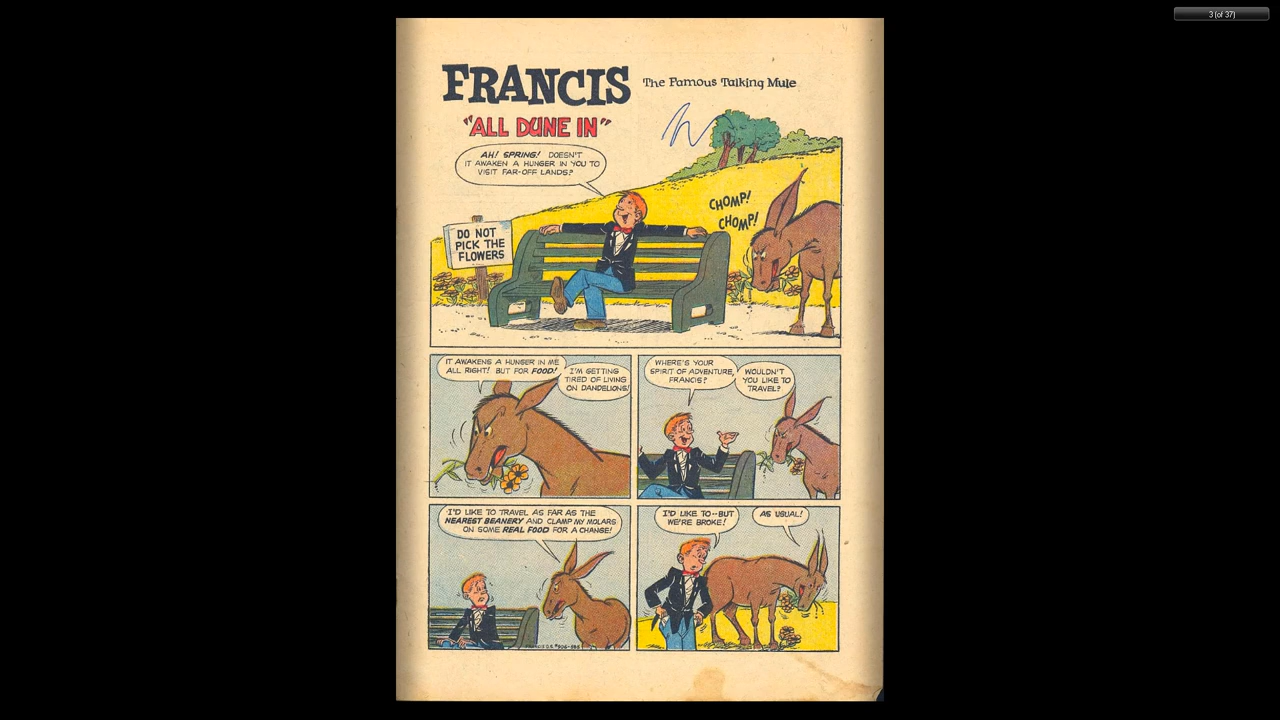 3 (of 37)
FRANCIS
The Famous Talking Mule
"ALL DUNE IN"
AH! SPRING! DOESN'T
IT AWAKEN A HUNGER IN YOU TO
VISIT FAR-OFF LANDS?
CHOMP!
CHOMP!
DO NOT
PICK THE
FLOWERS
IT AWAKENS A HUNGER IN ME
ALL RIGHT! BUT FOR FOOD!
I'M GETTING
TIRED OF LIVING
ON DANDELIONS!
WHERE'S YOUR
SPIRIT OF ADVENTURE,
FRANCIS?
WOULDN'T
YOU LIKE TO
TRAVEL?
I'D LIKE TO TRAVEL AS FAR AS THE
NEAREST BEANERY AND CLAMP MY MOLARS
ON SOME REAL FOOD FOR A CHANGE!
I'D LIKE TO--BUT
WE'RE BROKE!
AS USUAL!